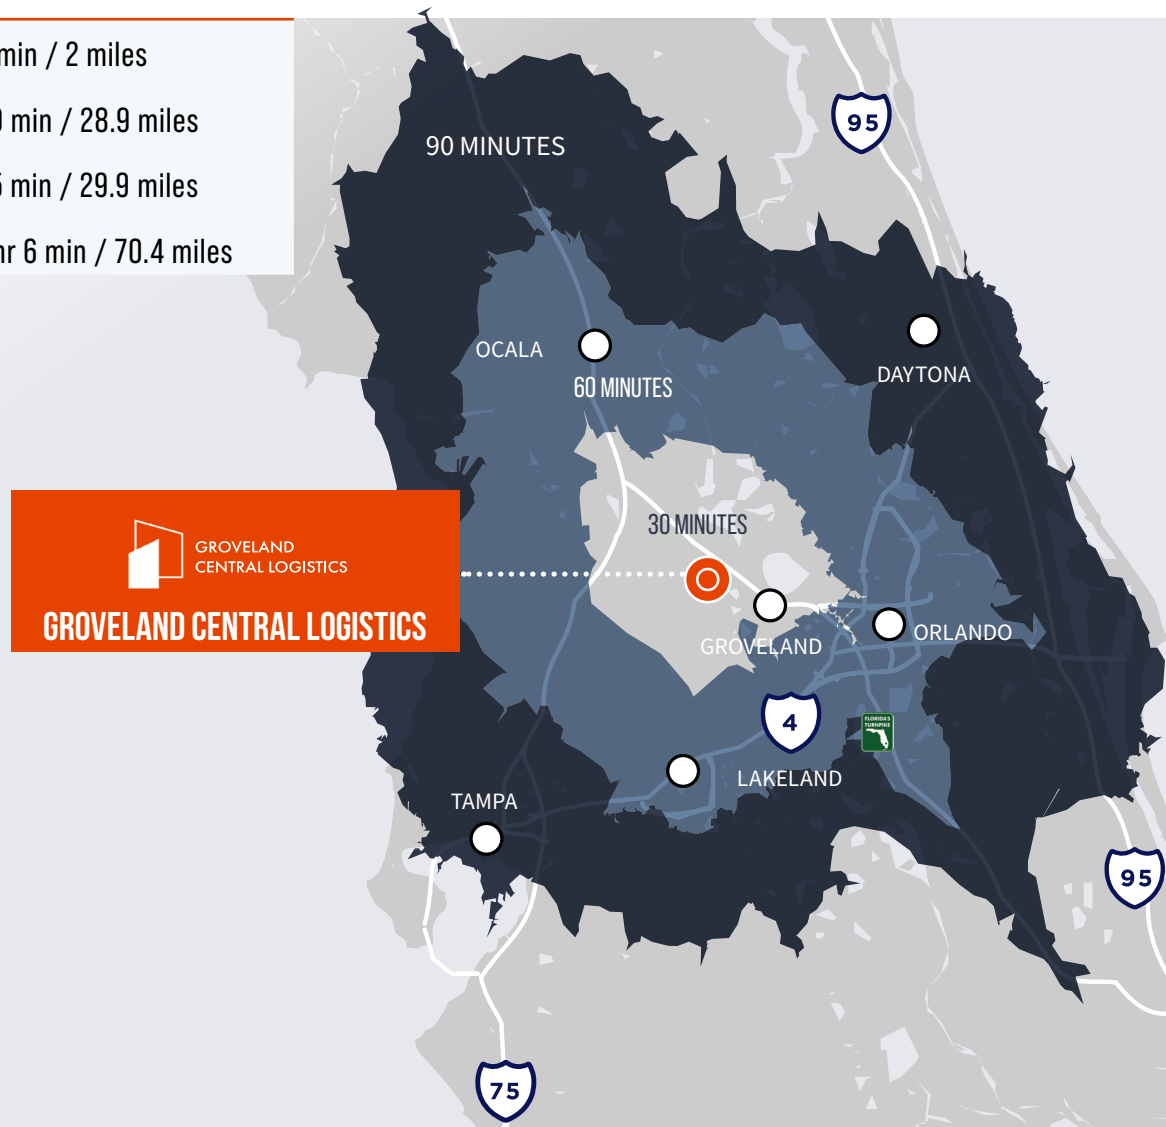 min / 2 miles
min / 28.9 miles
min / 29.9 miles
6 min / 70.4 miles
95
90 MINUTES
OCALA
60 MINUTES
DAYTONA
30 MINUTES
GROVELAND
CENTRAL LOGISTICS
GROVELAND CENTRAL LOGISTICS
GROVELAND
ORLANDO
4
FLORIDA'S
TURNPIKE
LAKELAND
TAMPA
95
75